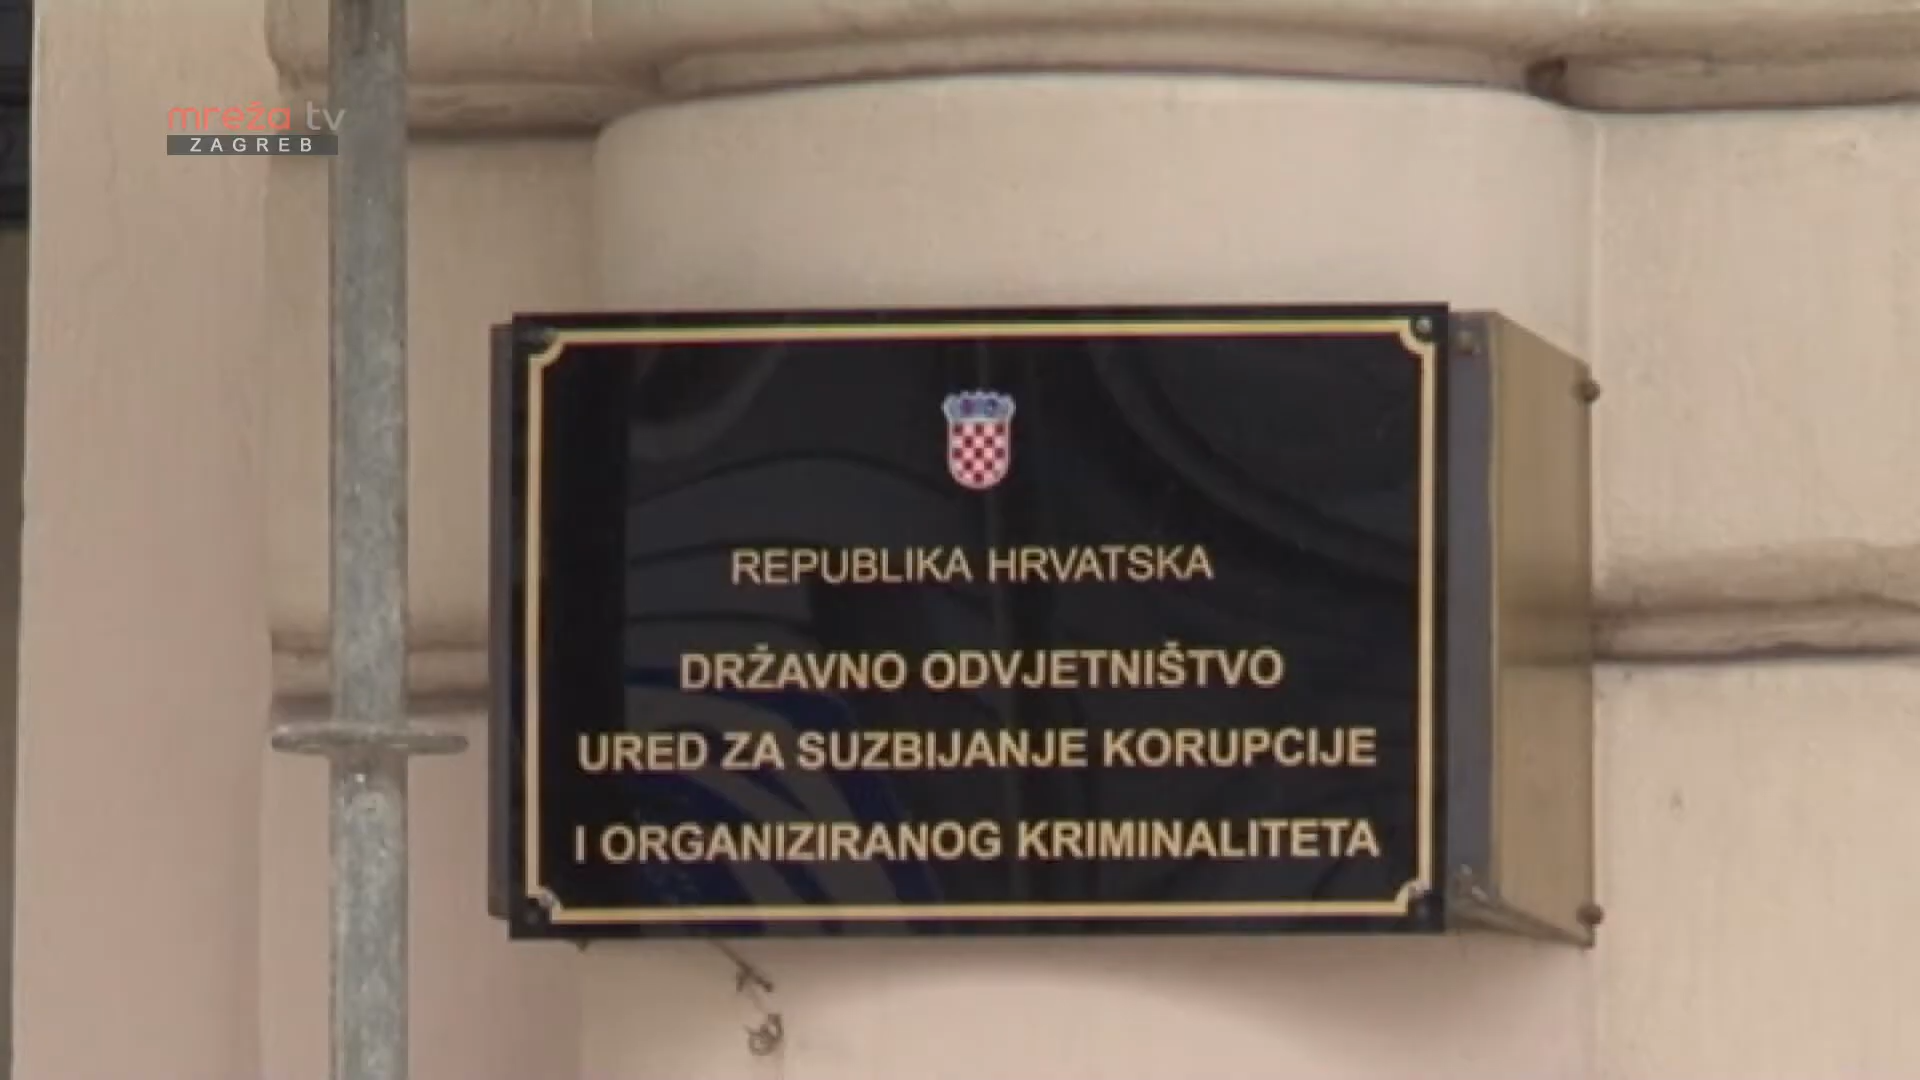 mreža tv
ZAGREB
REPUBLIKA HRVATSKA
DRŽAVNO ODVJETNIŠTVO
URED ZA SUZBIJANJE KORUPCIJE
I ORGANIZIRANOG KRIMINALITETA